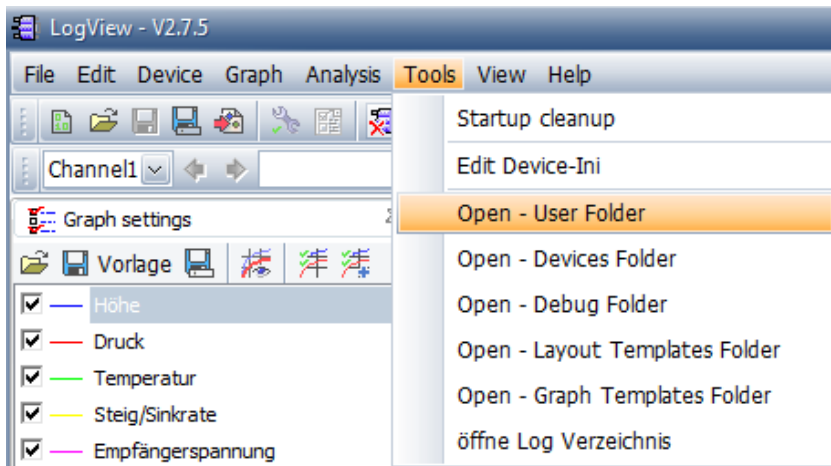 LogView - V2.7.5
File Edit Device Graph Analysis Tools View Help
Startup cleanup
Channel1
Edit Device-Ini
Graph settings
Open - User Folder
Vorlage
Open - Devices Folder
Höhe
Open - Debug Folder
Druck
Open - Layout Templates Folder
Temperatur
Open - Graph Templates Folder
Steig/Sinkrate
öffne Log Verzeichnis
Empfängerspannung